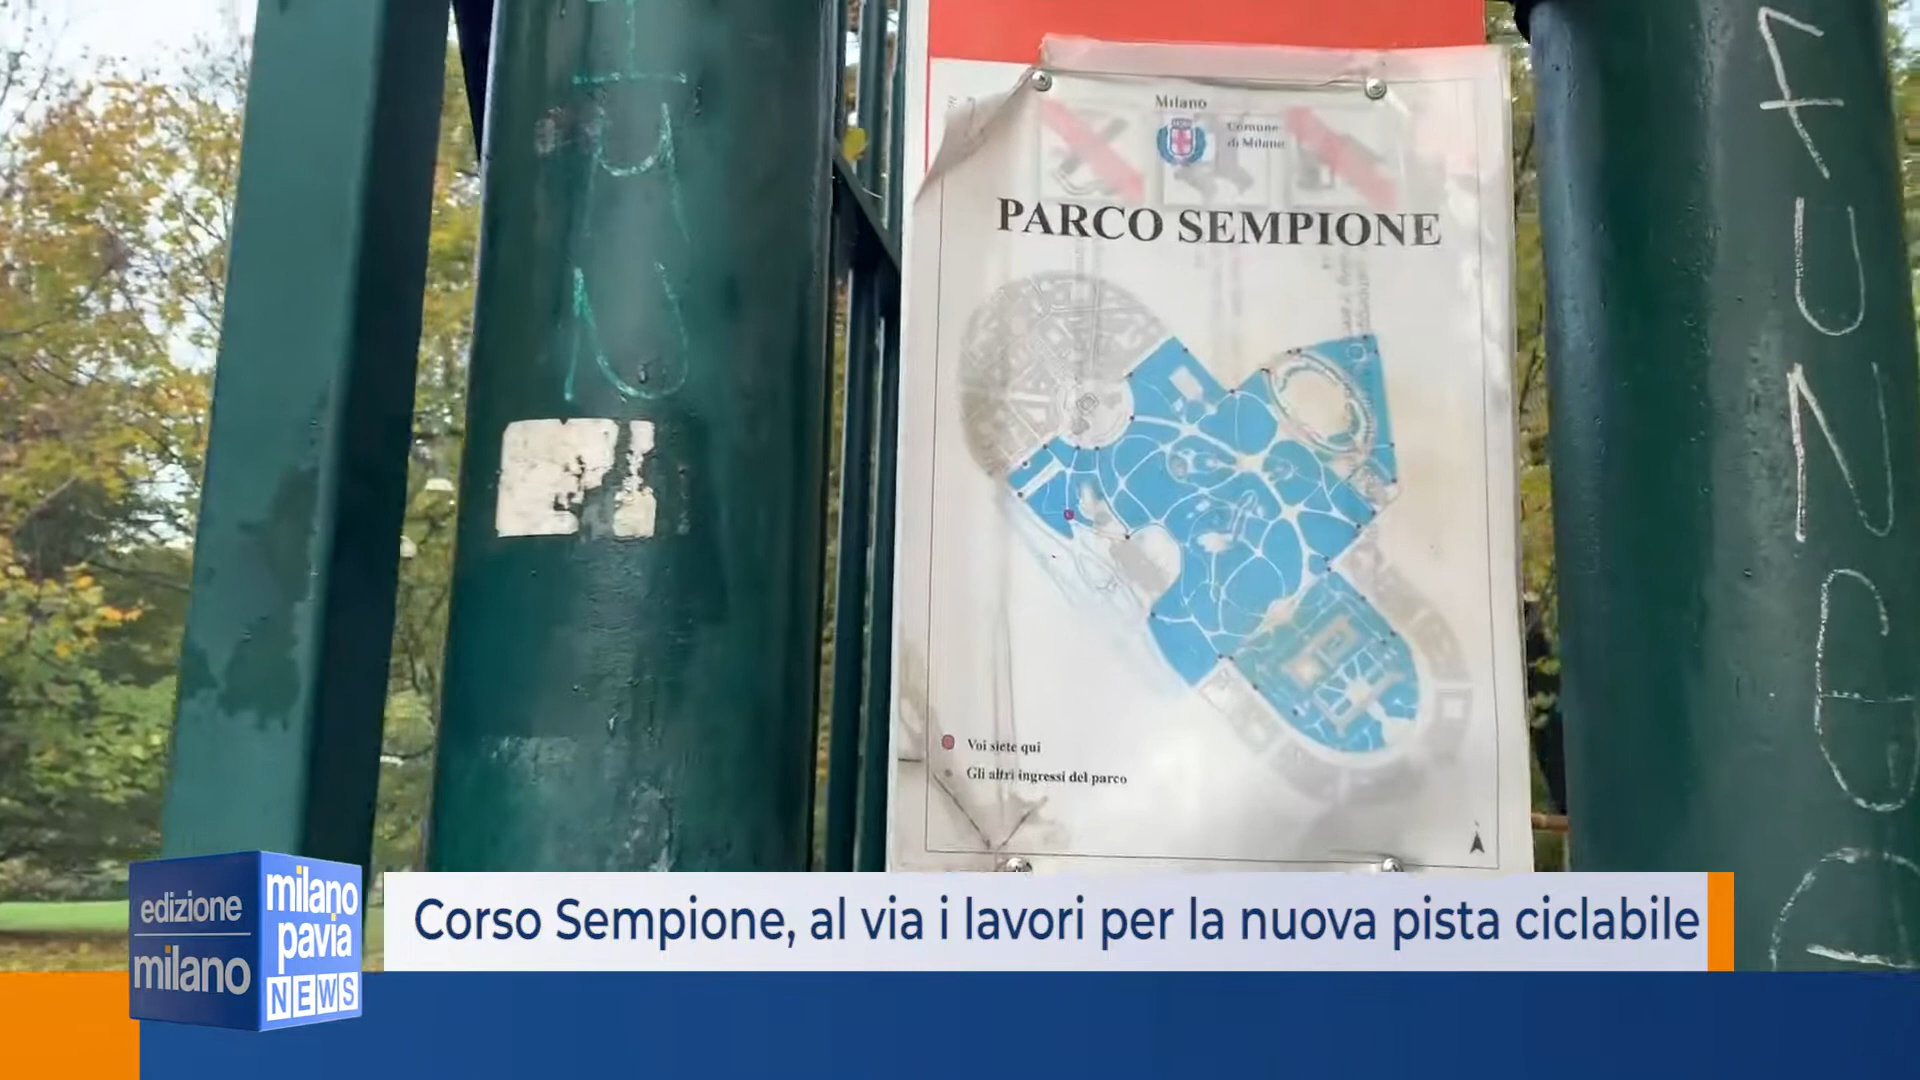 Milano
Comune
di Milano
PARCO SEMPIONE
Voi siete qui
Gli altri ingressi del parco
edizione
milano
milano
pavia
NEWS
Corso Sempione, al via i lavori per la nuova pista ciclabile